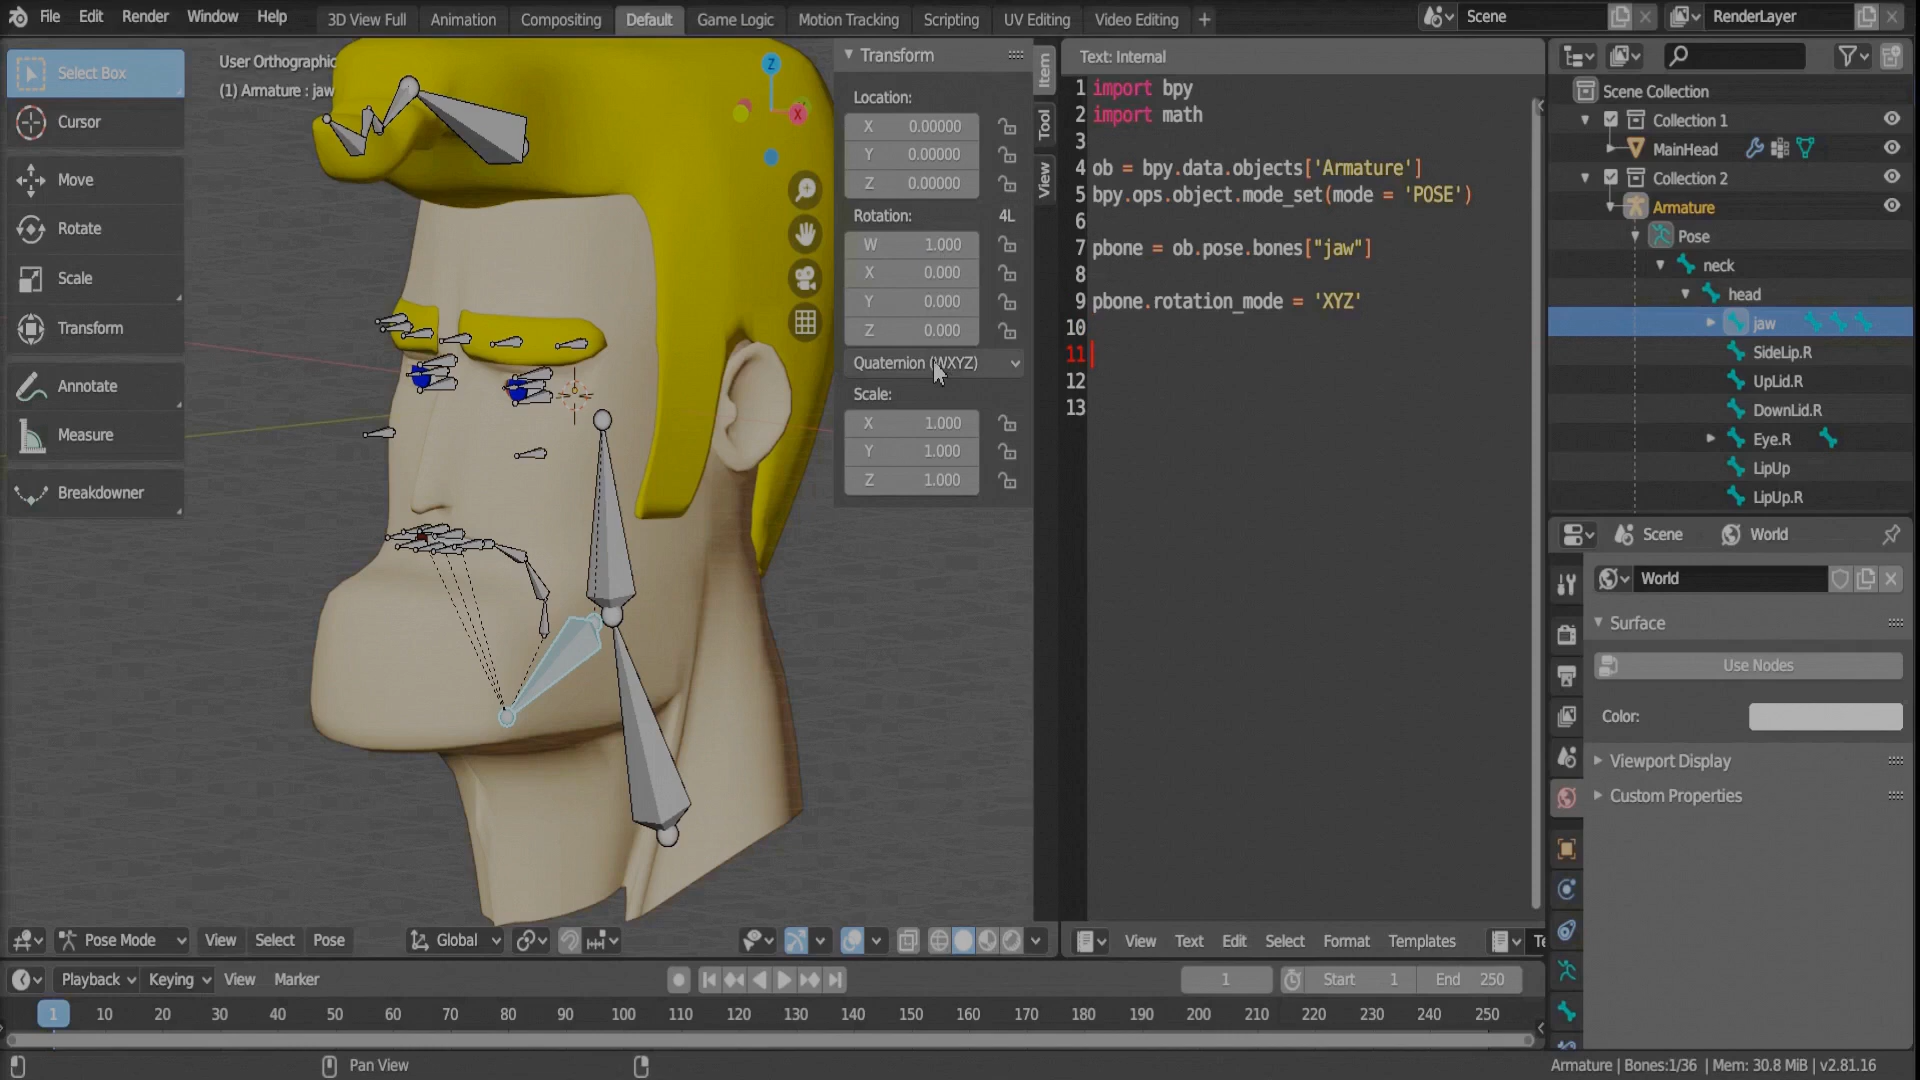 File Edit Render Window Help
3D View Full Animation Compositing Default Game Logic Motion Tracking Scripting UV Editing Video Editing +
Scene
RenderLayer
Select Box
Cursor
Move
Rotate
Scale
Transform
Annotate
Measure
Breakdowner
User Orthographic
(1) Armature : jaw
Z
X
Transform
Location:
X 0.00000
Y 0.00000
Z 0.00000
Rotation: 4L
W 1.000
X 0.000
Y 0.000
Z 0.000
Quaternion (WXYZ)
Scale:
X 1.000
Y 1.000
Z 1.000
Item
Tool
View
Text: Internal
1 import bpy
2 import math
3
4 ob = bpy.data.objects['Armature']
5 bpy.ops.object.mode_set(mode = 'POSE')
6
7 pbone = ob.pose.bones["jaw"]
8
9 pbone.rotation_mode = 'XYZ'
10
11
12
13
Scene Collection
Collection 1
MainHead
Collection 2
Armature
Pose
neck
head
jaw
SideLip.R
UpLid.R
DownLid.R
Eye.R
LipUp
LipUp.R
Scene World
World
Surface
Use Nodes
Color:
Viewport Display
Custom Properties
Pose Mode View Select Pose Global
View Text Edit Select Format Templates Te
Playback Keying View Marker
1 Start 1 End 250
1 10 20 30 40 50 60 70 80 90 100 110 120 130 140 150 160 170 180 190 200 210 220 230 240 250
Pan View
Armature | Bones:1/36 | Mem: 30.8 MiB | v2.81.16